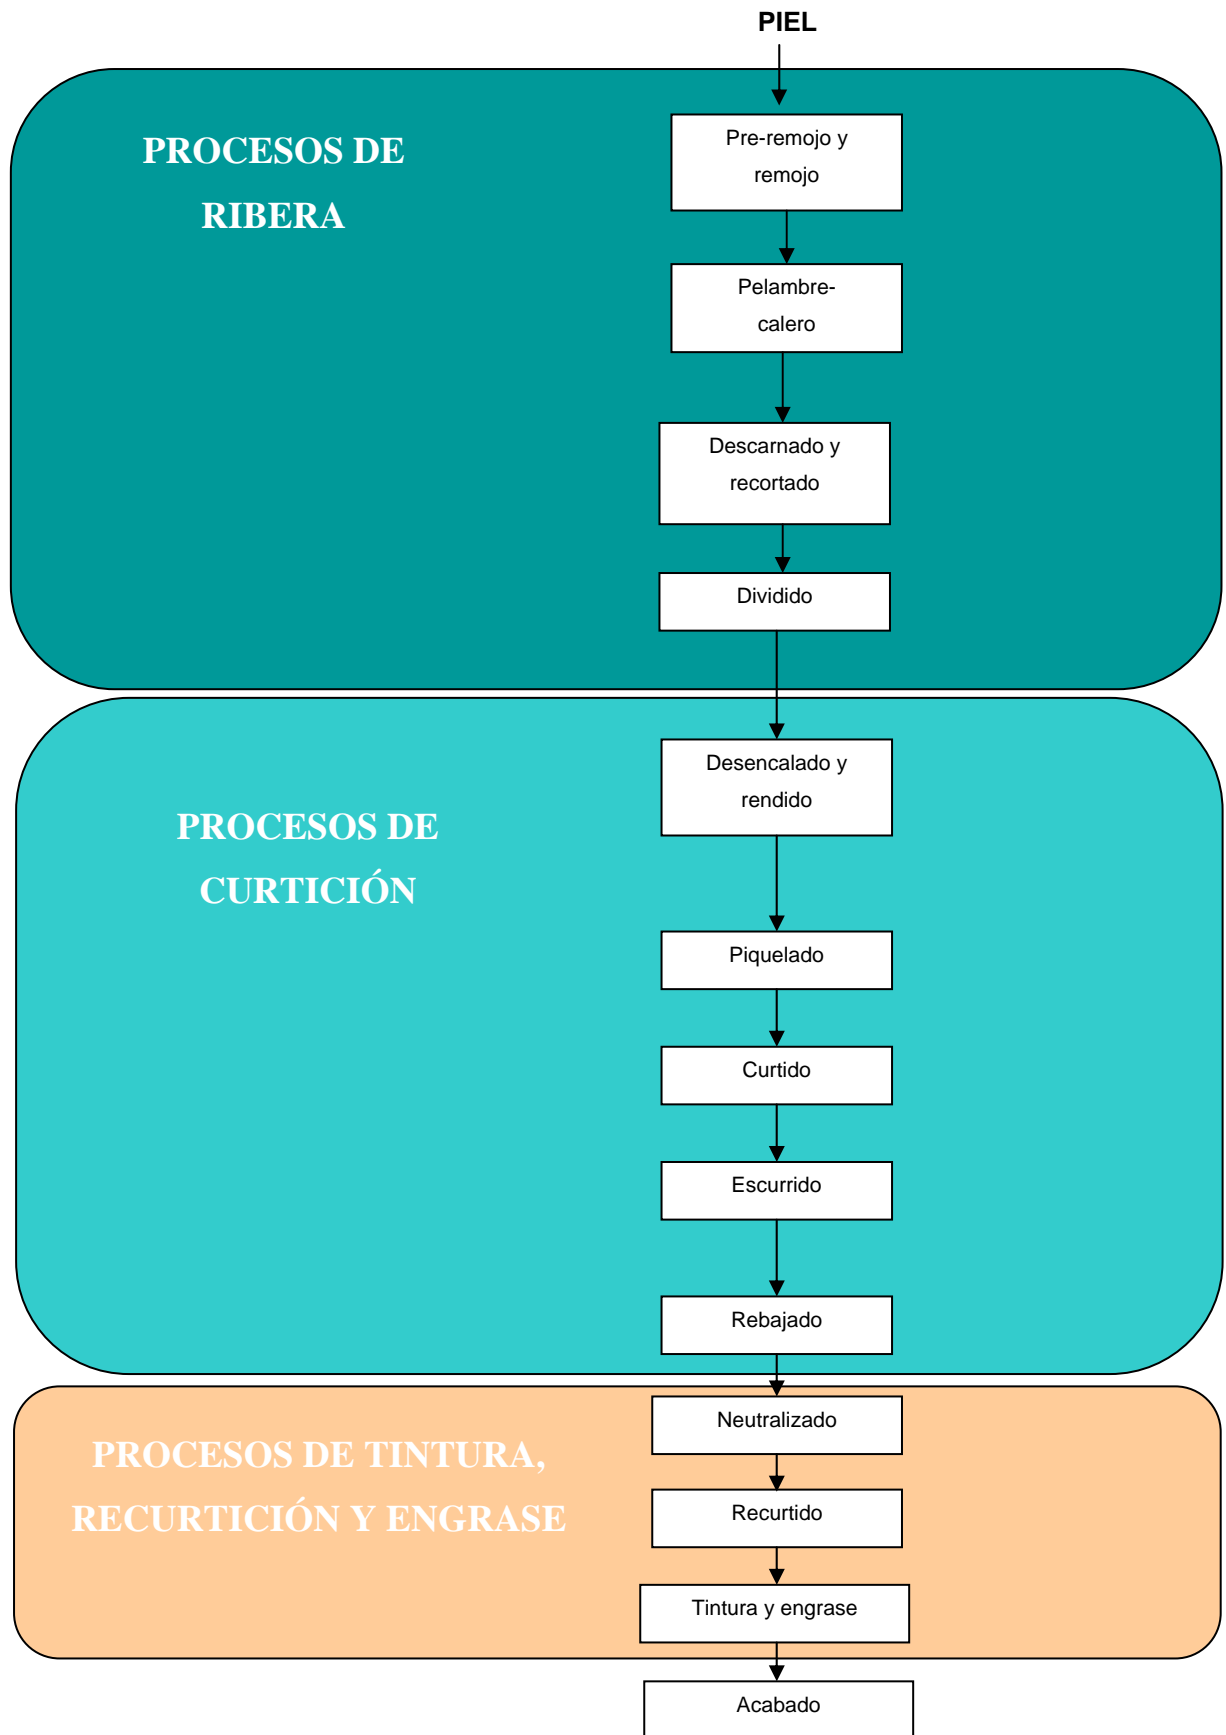 PIEL
PROCESOS DE
RIBERA
Pre-remojo y
remojo
Pelambre-
calero
Descarnado y
recortado
Dividido
PROCESOS DE
CURTICIÓN
Desencalado y
rendido
Piquelado
Curtido
Escurrido
Rebajado
PROCESOS DE TINTURA,
RECURTICIÓN Y ENGRASE
Neutralizado
Recurtido
Tintura y engrase
Acabado